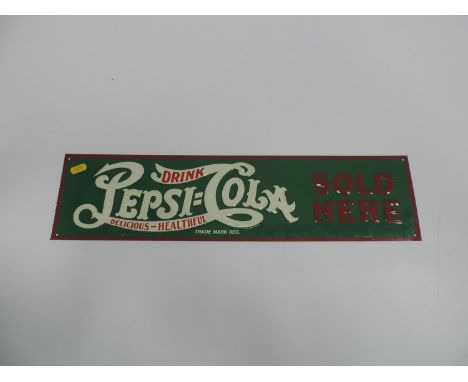 DRINK
PEPSI=COLA
DELICIOUS-HEALTHFUL
TRADE MARK REG.
SOLD
HERE